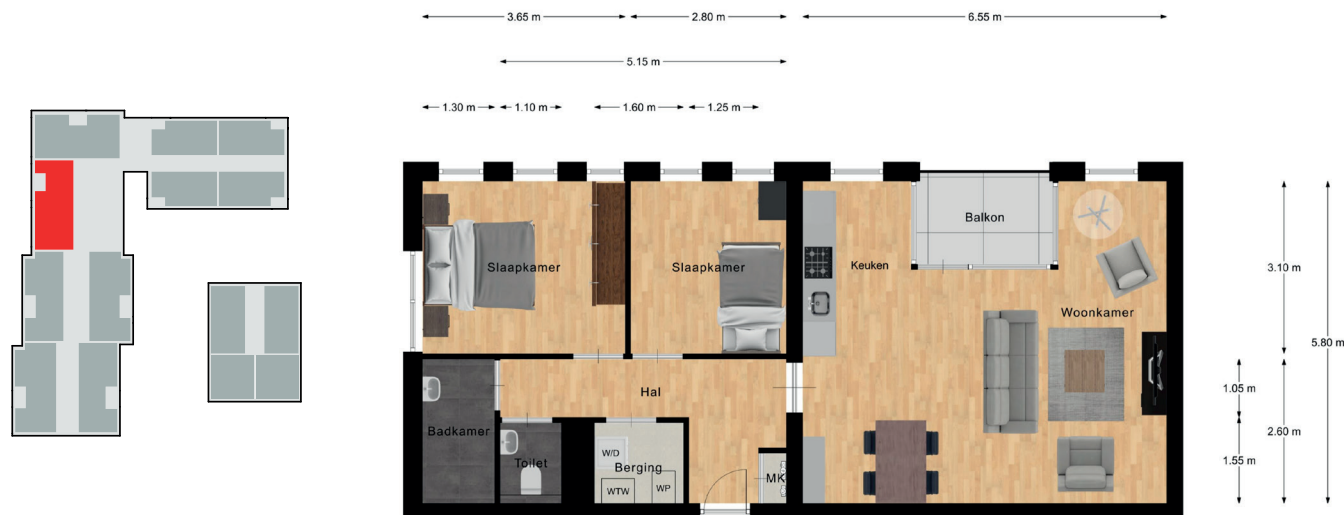 3.65 m 2.80 m 6.55 m
5.15 m
1.30 m 1.10 m 1.60 m 1.25 m
Balkon
Slaapkamer Slaapkamer Keuken
Woonkamer
3.10 m
5.80 m
Hal
1.05 m
Badkamer
2.60 m
W/D
Toilet Berging
1.55 m
WTW WP MK